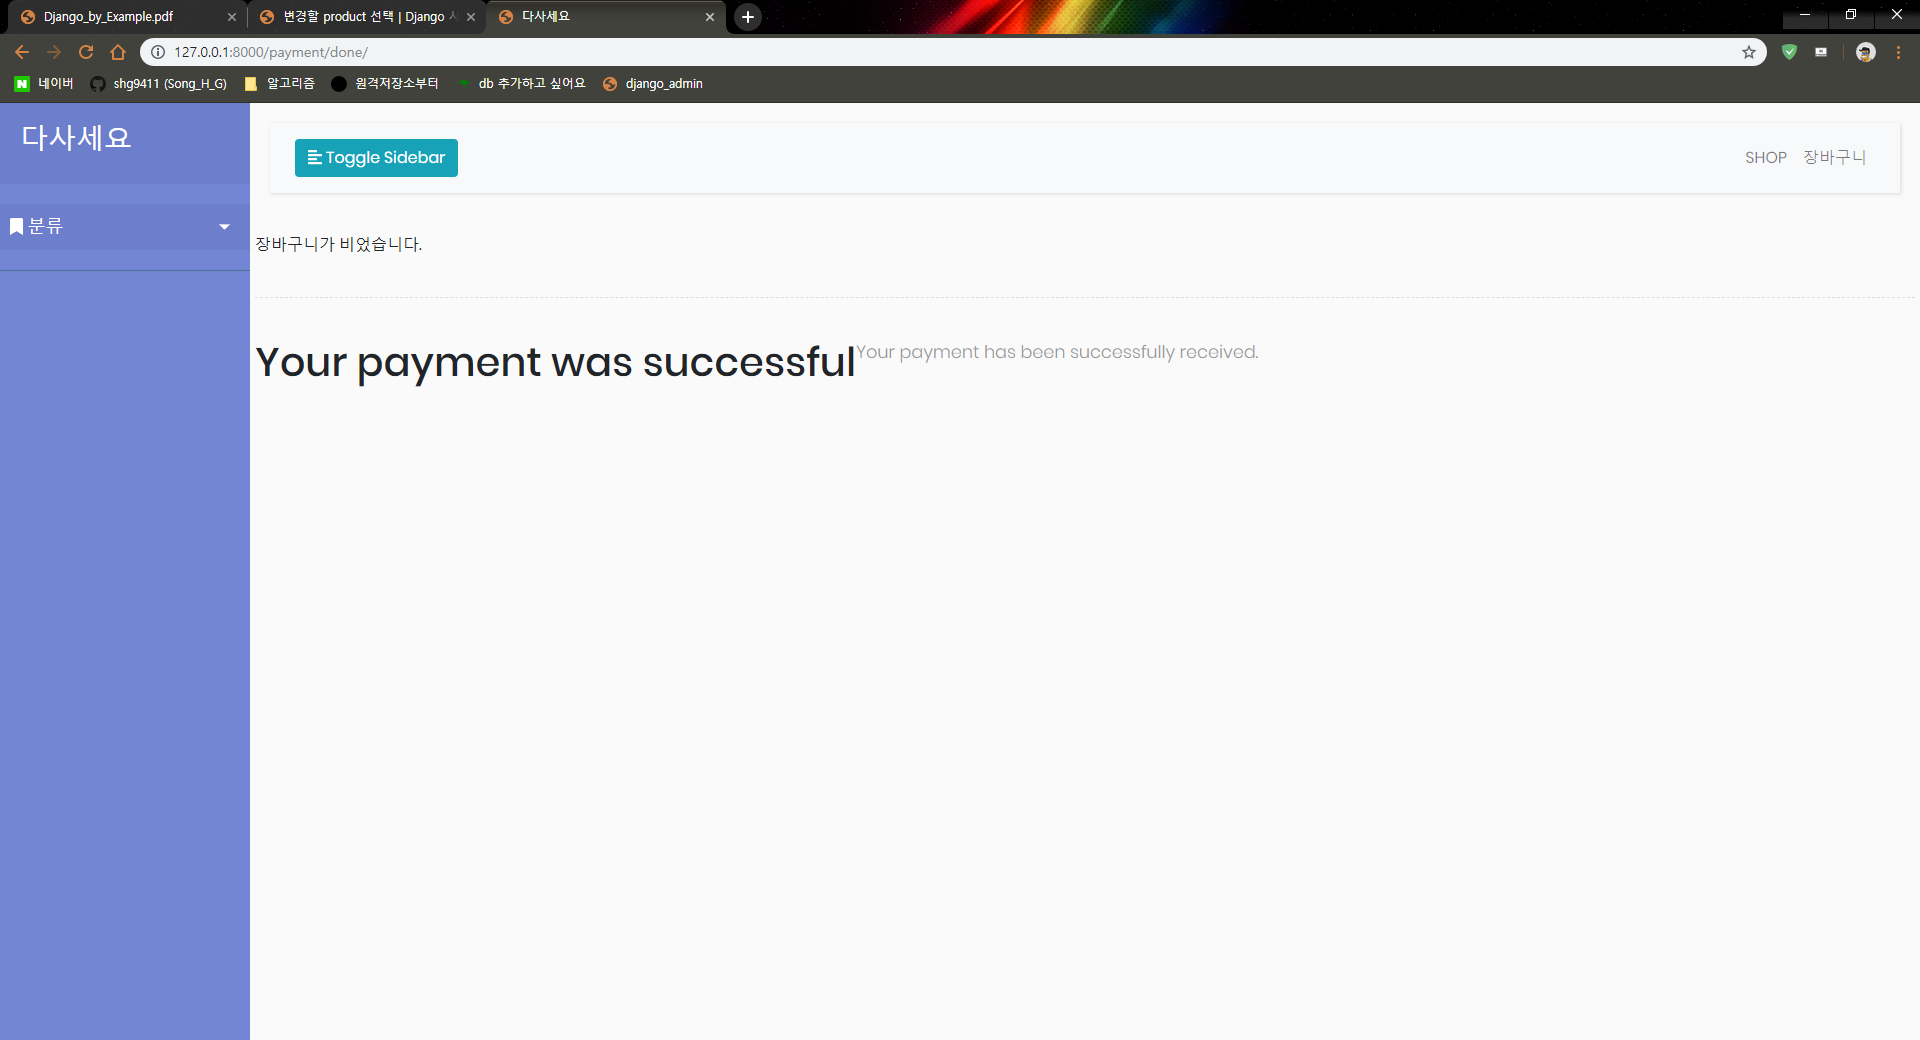 Django_by_Example.pdf
변경할 product 선택 | Django
다사세요
127.0.0.1:8000/payment/done/
네이버
shg9411 (Song_H_G)
알고리즘
원격저장소부터
db 추가하고 싶어요
django_admin
다사세요
Toggle Sidebar
SHOP
장바구니
분류
장바구니가 비었습니다.
Your payment was successful
Your payment has been successfully received.